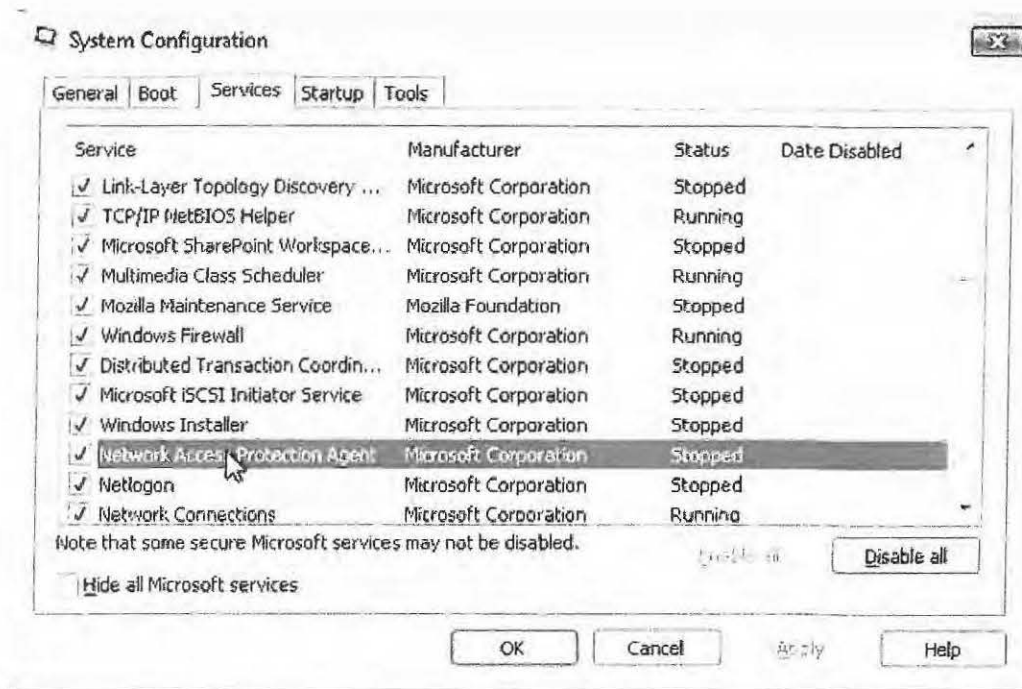 System Configuration
General Boot Services Startup Tools
Service Manufacturer Status Date Disabled
Link-Layer Topology Discovery ... Microsoft Corporation Stopped
TCP/IP NetBIOS Helper Microsoft Corporation Running
Microsoft SharePoint Workspace... Microsoft Corporation Stopped
Multimedia Class Scheduler Microsoft Corporation Running
Mozilla Maintenance Service Mozilla Foundation Stopped
Windows Firewall Microsoft Corporation Running
Distributed Transaction Coordin... Microsoft Corporation Stopped
Microsoft iSCSI Initiator Service Microsoft Corporation Stopped
Windows Installer Microsoft Corporation Stopped
Network Access Protection Agent Microsoft Corporation Stopped
Netlogon Microsoft Corporation Stopped
Network Connections Microsoft Corporation Running
Note that some secure Microsoft services may not be disabled.
Enable all Disable all
Hide all Microsoft services
OK Cancel Apply Help